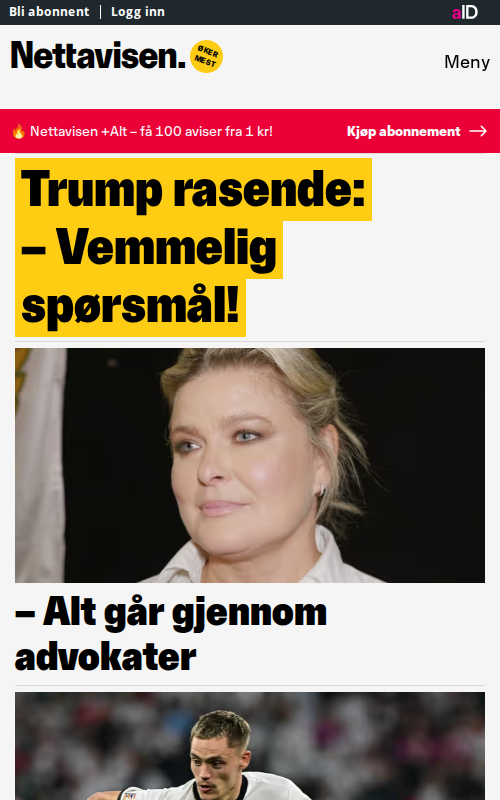 Bli abonnent
Logg inn
aID
Nettavisen.
ØKER
MEST
Meny
Nettavisen +Alt – få 100 aviser fra 1 kr!
Kjøp abonnement
Trump rasende:
– Vemmelig
spørsmål!
– Alt går gjennom
advokater